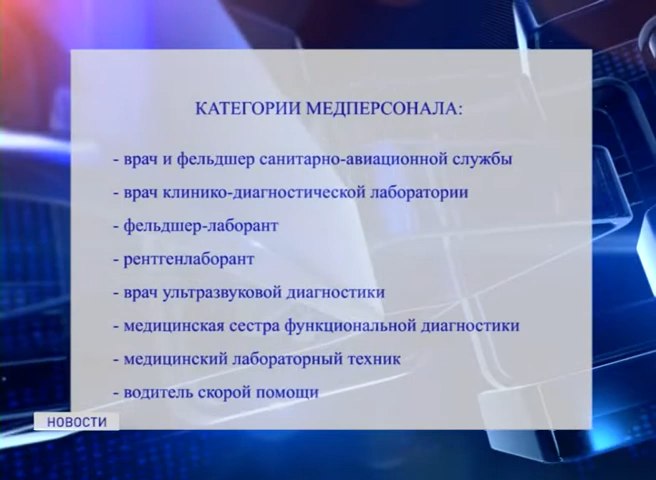 КАТЕГОРИИ МЕДПЕРСОНАЛА:
- врач и фельдшер санитарно-авиационной службы
- врач клинико-диагностической лаборатории
- фельдшер-лаборант
- рентгенлаборант
- врач ультразвуковой диагностики
- медицинская сестра функциональной диагностики
- медицинский лабораторный техник
- водитель скорой помощи
НОВОСТИ